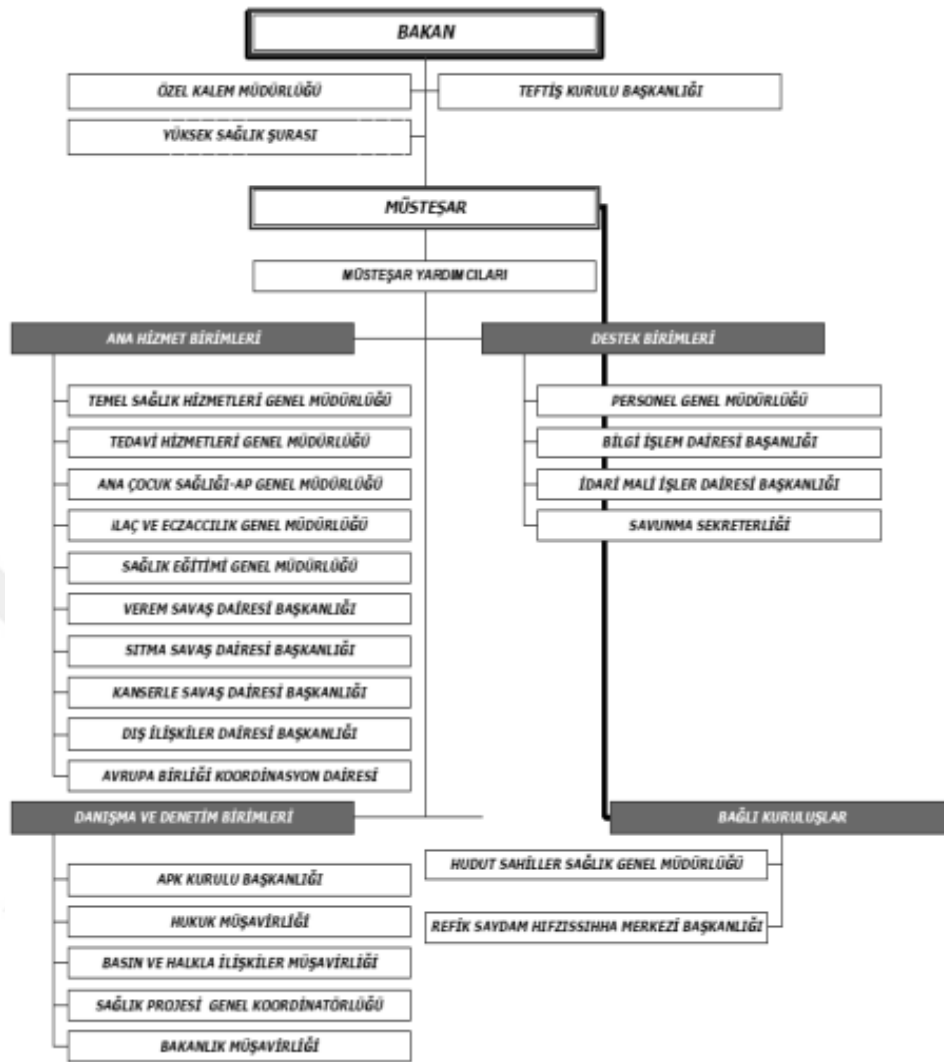 BAKAN
ÖZEL KALEM MÜDÜRLÜĞÜ
TEFTİŞ KURULU BAŞKANLIĞI
YÜKSEK SAĞLIK ŞURASI
MÜSTEŞAR
MÜSTEŞAR YARDIMCILARI
ANA HİZMET BİRİMLERİ
TEMEL SAĞLIK HİZMETLERİ GENEL MÜDÜRLÜĞÜ
TEDAVİ HİZMETLERİ GENEL MÜDÜRLÜĞÜ
ANA ÇOCUK SAĞLIĞI-AP GENEL MÜDÜRLÜĞÜ
iLAÇ VE ECZACCILIK GENEL MÜDÜRLÜĞÜ
SAĞLIK EĞİTİMİ GENEL MÜDÜRLÜĞÜ
VEREM SAVAŞ DAİRESİ BAŞKANLIĞI
SITMA SAVAŞ DAİRESİ BAŞKANLIĞI
KANSERLE SAVAŞ DAİRESİ BAŞKANLIĞI
DIŞ İLİŞKİLER DAİRESİ BAŞKANLIĞI
AVRUPA BİRLİĞİ KOORDİNASYON DAİRESİ
DESTEK BİRİMLERİ
PERSONEL GENEL MÜDÜRLÜĞÜ
BİLGİ İŞLEM DAİRESİ BAŞANLIĞI
İDARİ MALİ İŞLER DAİRESİ BAŞKANLIĞI
SAVUNMA SEKRETERLİĞİ
DANIŞMA VE DENETİM BİRİMLERİ
APK KURULU BAŞKANLIĞI
HUKUK MÜŞAVİRLİĞİ
BASIN VE HALKLA İLİŞKİLER MÜŞAVİRLİĞİ
SAĞLIK PROJESİ GENEL KOORDİNATÖRLÜĞÜ
BAKANLIK MÜŞAVİRLİĞİ
BAĞLI KURULUŞLAR
HUDUT SAHİLLER SAĞLIK GENEL MÜDÜRLÜĞÜ
REFİK SAYDAM HIFZISSIHHA MERKEZİ BAŞKANLIĞI